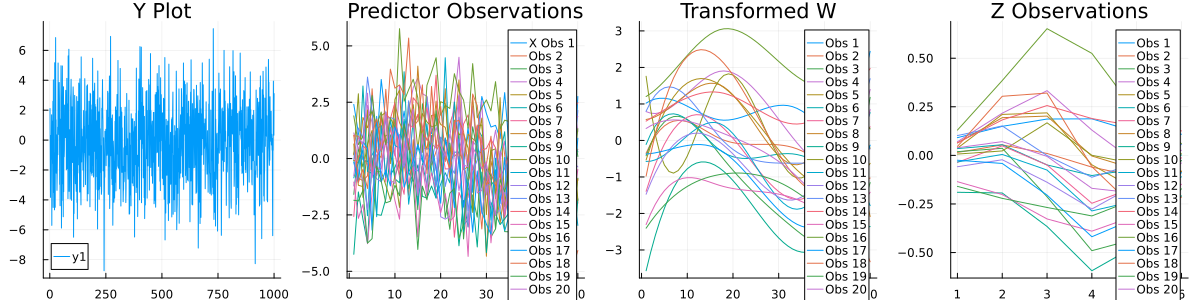 Y Plot
6
4
2
0
−2
−4
−6
−8
y1
0
250
500
750
1000
Predictor Observations
5.0
2.5
0.0
−2.5
−5.0
0
10
20
30
X Obs 1
Obs 2
Obs 3
Obs 4
Obs 5
Obs 6
Obs 7
Obs 8
Obs 9
Obs 10
Obs 11
Obs 12
Obs 13
Obs 14
Obs 15
Obs 16
Obs 17
Obs 18
Obs 19
Obs 20
0
Transformed W
3
2
1
0
−1
−2
−3
0
10
20
30
Obs 1
Obs 2
Obs 3
Obs 4
Obs 5
Obs 6
Obs 7
Obs 8
Obs 9
Obs 10
Obs 11
Obs 12
Obs 13
Obs 14
Obs 15
Obs 16
Obs 17
Obs 18
Obs 19
Obs 20
0
Z Observations
0.50
0.25
0.00
−0.25
−0.50
1
2
3
4
Obs 1
Obs 2
Obs 3
Obs 4
Obs 5
Obs 6
Obs 7
Obs 8
Obs 9
Obs 10
Obs 11
Obs 12
Obs 13
Obs 14
Obs 15
Obs 16
Obs 17
Obs 18
Obs 19
Obs 20